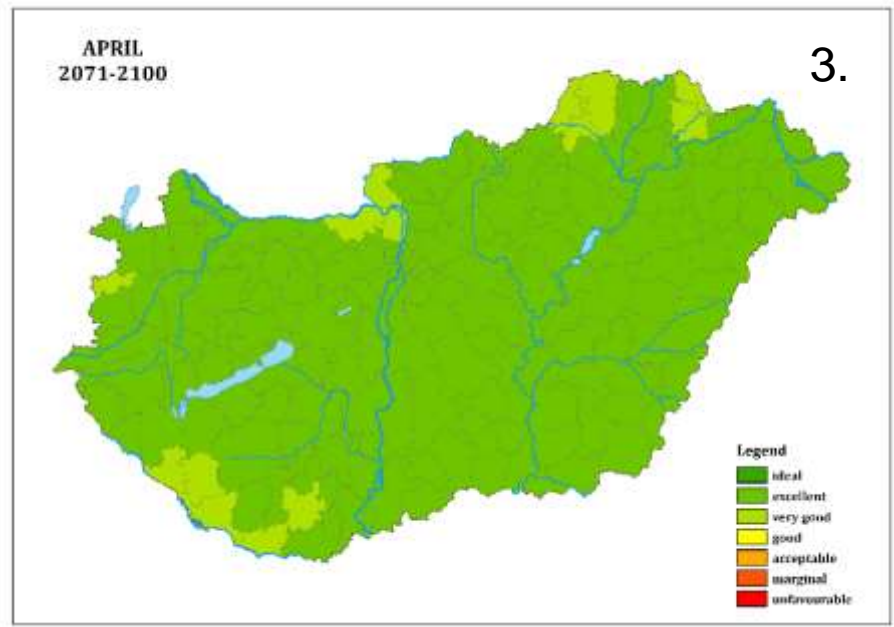 APRIL
2071-2100
3.
Legend
ideal
excellent
very good
good
acceptable
marginal
unfavourable